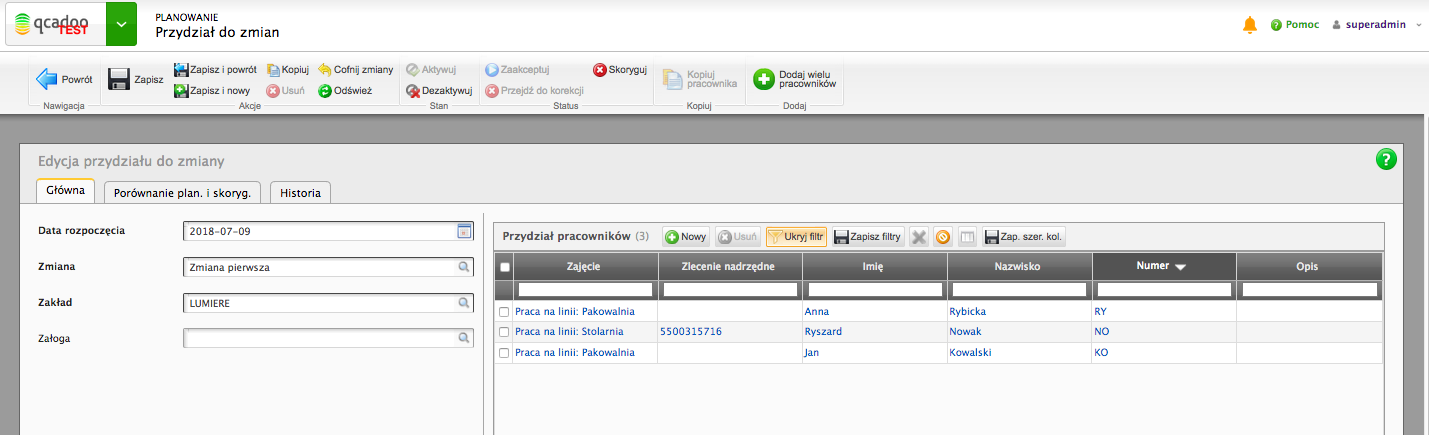 qcadoo
TEST
PLANOWANIE
Przydział do zmian
Pomoc
superadmin
Powrót
Nawigacja
Zapisz
Zapisz i powrót
Kopiuj
Cofnij zmiany
Zapisz i nowy
Usuń
Odśwież
Akcje
Aktywuj
Dezaktywuj
Stan
Zaakceptuj
Skoryguj
Przejdź do korekcji
Status
Kopiuj
pracownika
Kopiuj
Dodaj wielu
pracowników
Dodaj
Edycja przydziału do zmiany
Główna
Porównanie plan. i skoryg.
Historia
Data rozpoczęcia 2018-07-09
Zmiana Zmiana pierwsza
Zakład LUMIERE
Załoga
Przydział pracowników (3) Nowy Usuń Ukryj filtr Zapisz filtry Zap. szer. kol.
Zajęcie Zlecenie nadrzędne Imię Nazwisko Numer Opis
Praca na linii: Pakowalnia Anna Rybicka RY
Praca na linii: Stolarnia 5500315716 Ryszard Nowak NO
Praca na linii: Pakowalnia Jan Kowalski KO